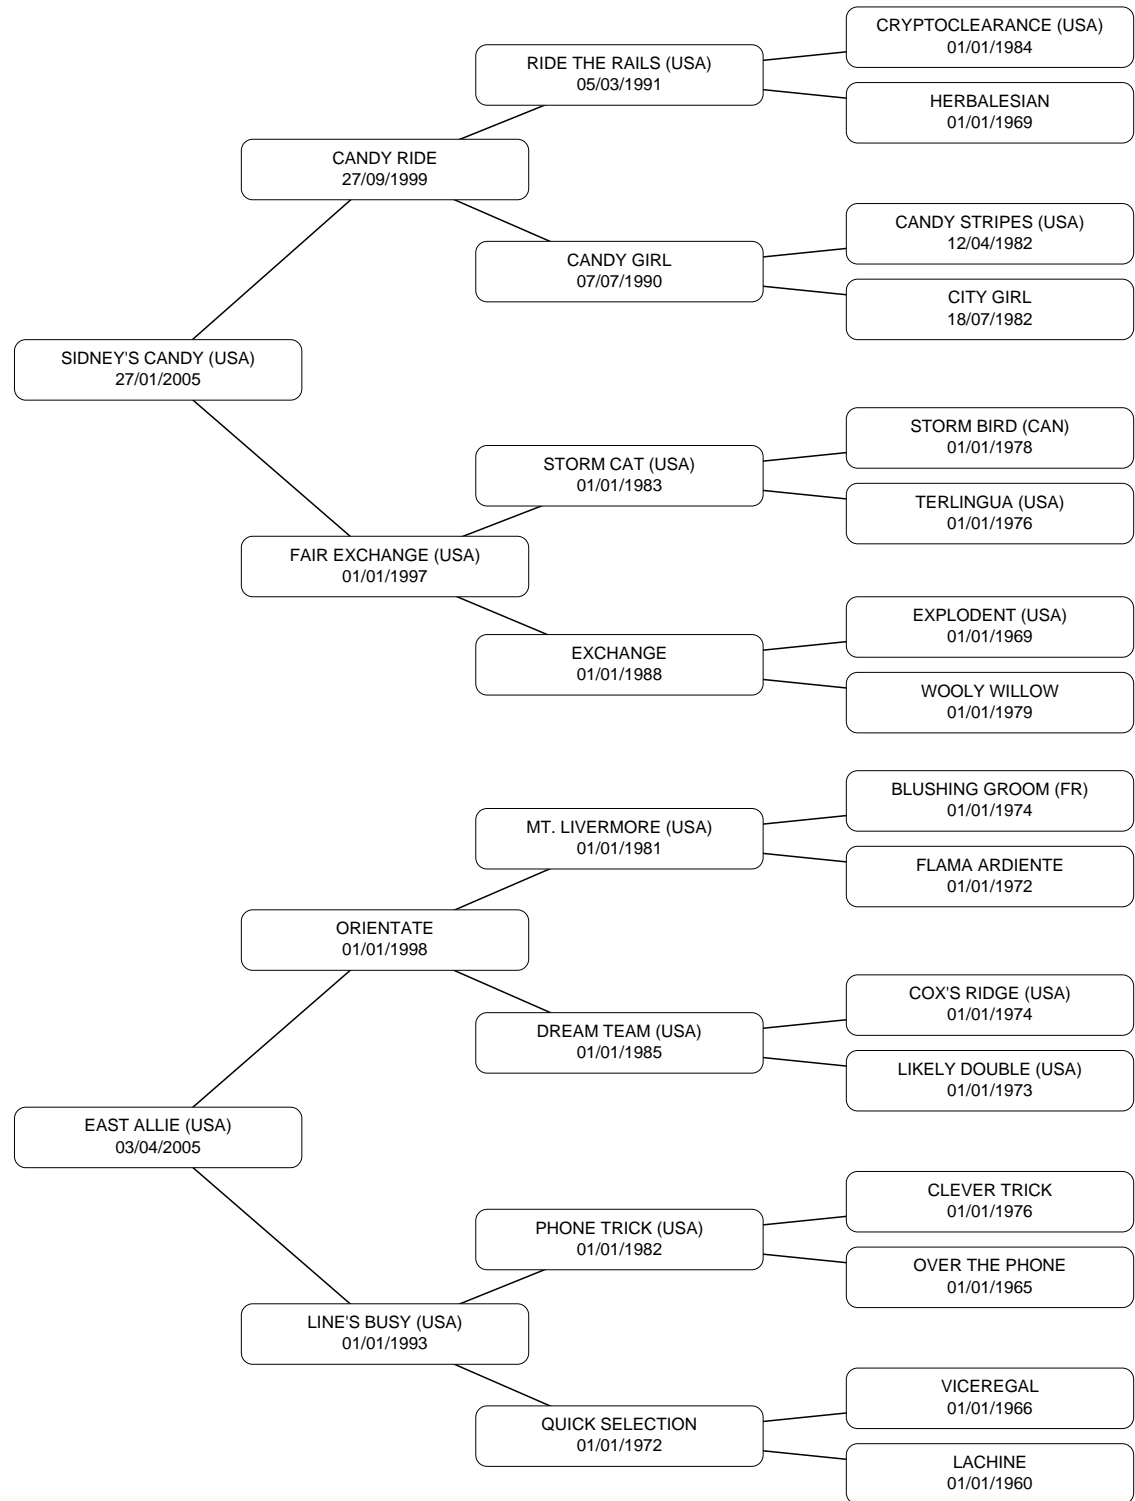 CRYPTOCLEARANCE (USA)
01/01/1984
RIDE THE RAILS (USA)
05/03/1991
HERBALESIAN
01/01/1969
CANDY RIDE
27/09/1999
CANDY STRIPES (USA)
12/04/1982
CANDY GIRL
07/07/1990
CITY GIRL
18/07/1982
SIDNEY'S CANDY (USA)
27/01/2005
STORM BIRD (CAN)
01/01/1978
STORM CAT (USA)
01/01/1983
TERLINGUA (USA)
01/01/1976
FAIR EXCHANGE (USA)
01/01/1997
EXPLODENT (USA)
01/01/1969
EXCHANGE
01/01/1988
WOOLY WILLOW
01/01/1979
BLUSHING GROOM (FR)
01/01/1974
MT. LIVERMORE (USA)
01/01/1981
FLAMA ARDIENTE
01/01/1972
ORIENTATE
01/01/1998
COX'S RIDGE (USA)
01/01/1974
DREAM TEAM (USA)
01/01/1985
LIKELY DOUBLE (USA)
01/01/1973
EAST ALLIE (USA)
03/04/2005
CLEVER TRICK
01/01/1976
PHONE TRICK (USA)
01/01/1982
OVER THE PHONE
01/01/1965
LINE'S BUSY (USA)
01/01/1993
VICEREGAL
01/01/1966
QUICK SELECTION
01/01/1972
LACHINE
01/01/1960